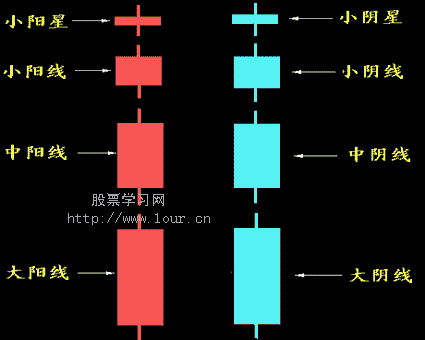 小阳星
小阴星
小阳线
小阴线
中阳线
中阴线
股票学习网
http://www.lour.cn
大阳线
大阴线